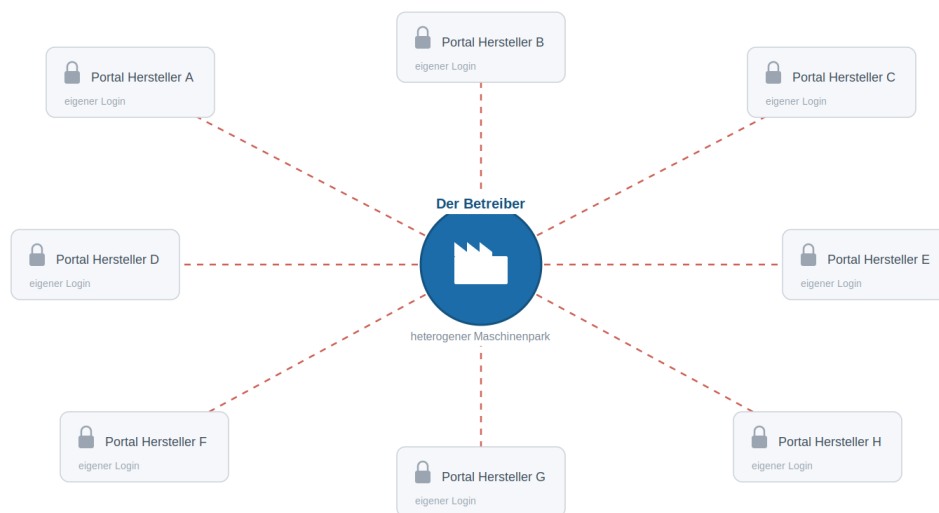 Portal Hersteller B
eigener Login
Portal Hersteller A
eigener Login
Portal Hersteller C
eigener Login
Der Betreiber
heterogener Maschinenpark
Portal Hersteller D
eigener Login
Portal Hersteller E
eigener Login
Portal Hersteller F
eigener Login
Portal Hersteller H
eigener Login
Portal Hersteller G
eigener Login